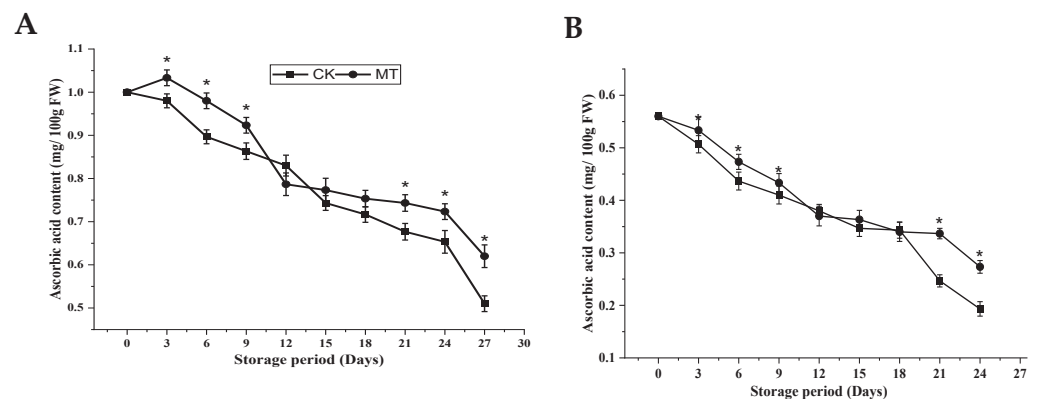 A
Ascorbic acid content (mg/ 100g FW)
1.1
1.0
0.9
0.8
0.7
0.6
0.5
CK MT
* * * * * *
0 3 6 9 12 15 18 21 24 27 30
Storage period (Days)
B
Ascorbic acid content (mg/ 100g FW)
0.6
0.5
0.4
0.3
0.2
0.1
* * * * *
0 3 6 9 12 15 18 21 24 27
Storage period (Days)